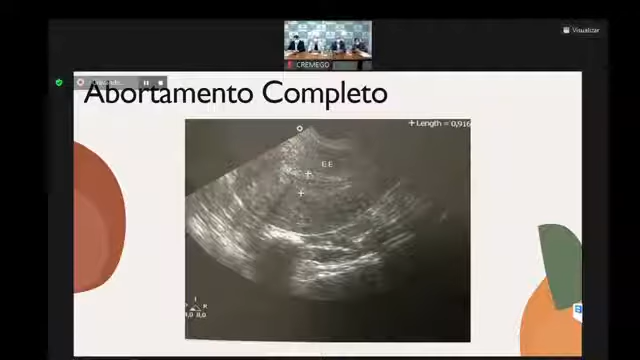 Visualizar
CREMEGO
Abortamento Completo
Length = 0,916
EE
P R